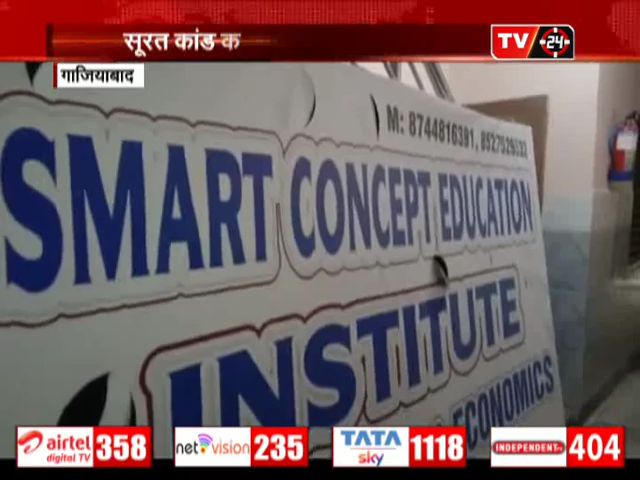 सूरत कांड क
TV 24
गाजियाबाद
M: 8744816391,
SMART CONCEPT EDUCATION
INSTITUTE
ECONOMICS
airtel digital TV 358
net vision 235
TATA sky 1118
INDEPENDENT 404